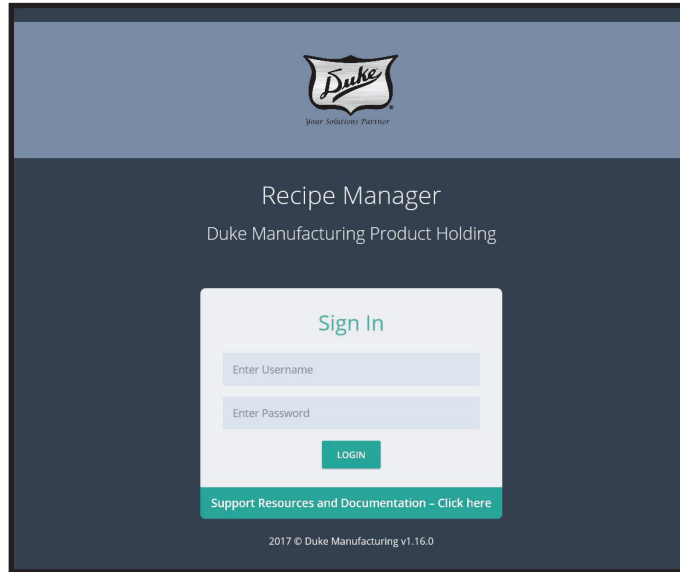 Duke
Your Solutions Partner
Recipe Manager
Duke Manufacturing Product Holding
Sign In
Enter Username
Enter Password
LOGIN
Support Resources and Documentation – Click here
2017 © Duke Manufacturing v1.16.0